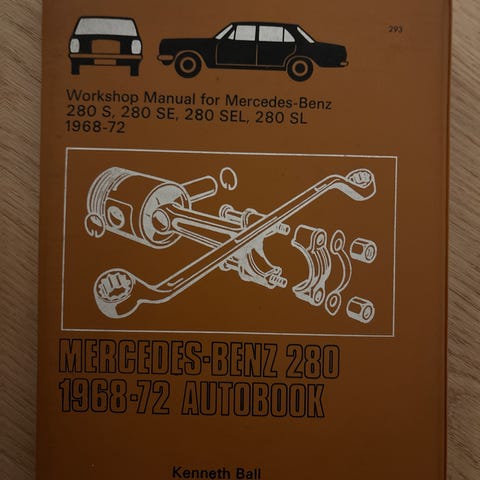 293
Workshop Manual for Mercedes-Benz
280 S, 280 SE, 280 SEL, 280 SL
1968-72
MERCEDES-BENZ 280
1968-72 AUTOBOOK
Kenneth Ball